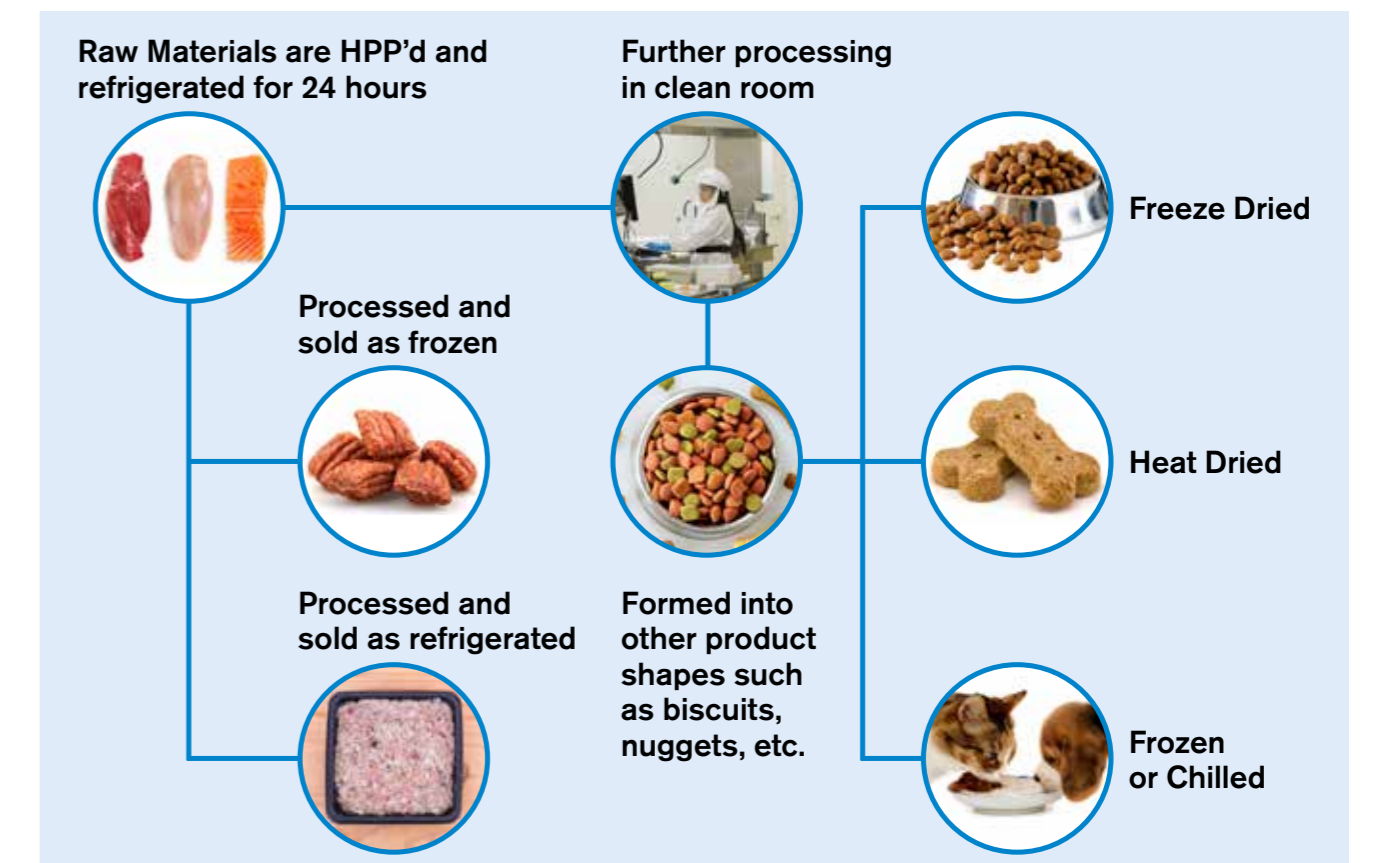 Raw Materials are HPP’d and
refrigerated for 24 hours
Further processing
in clean room
Freeze Dried
Processed and
sold as frozen
Heat Dried
Processed and
sold as refrigerated
Formed into
other product
shapes such
as biscuits,
nuggets, etc.
Frozen
or Chilled